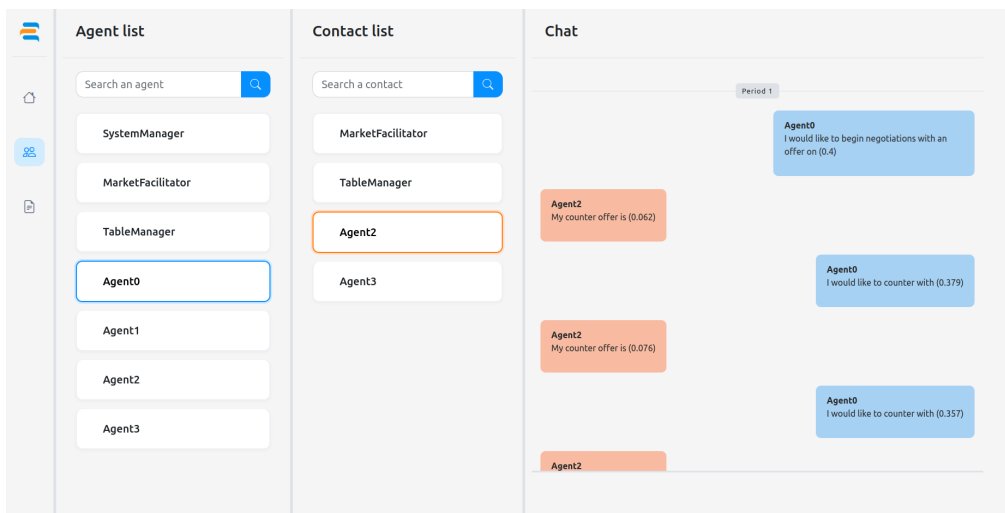 Agent list
Search an agent
SystemManager
MarketFacilitator
TableManager
Agent0
Agent1
Agent2
Agent3
Contact list
Search a contact
MarketFacilitator
TableManager
Agent2
Agent3
Chat
Period 1
Agent0
I would like to begin negotiations with an
offer on (0.4)
Agent2
My counter offer is (0.062)
Agent0
I would like to counter with (0.379)
Agent2
My counter offer is (0.076)
Agent0
I would like to counter with (0.357)
Agent2